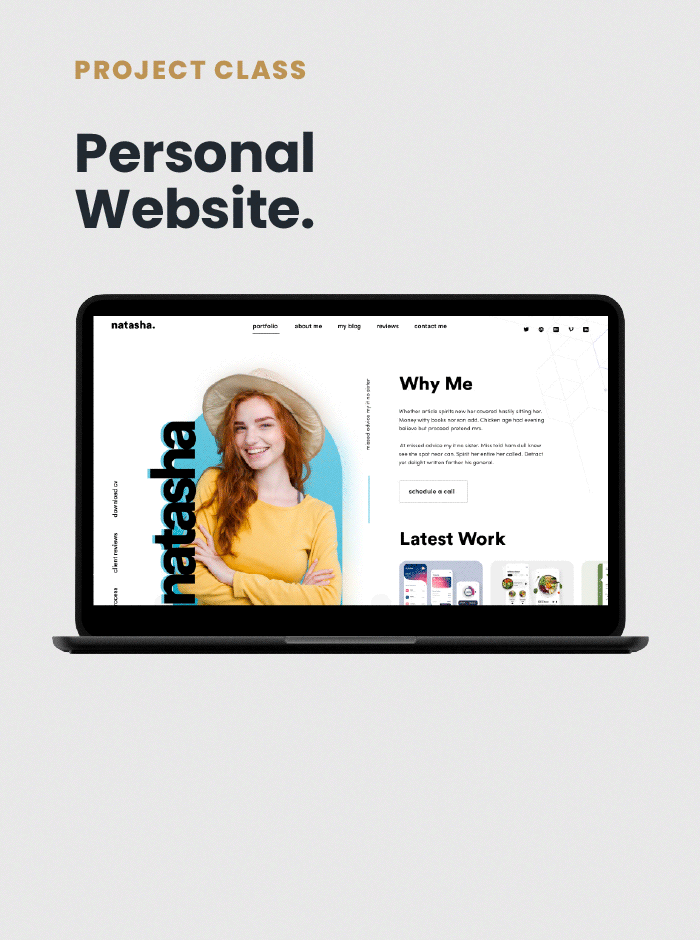 PROJECT CLASS
Personal
Website.
natasha.
portfolio
about me
my blog
reviews
contact me
natasha
download cv
client reviews
missed advice my if no sister
Why Me
Whether article spirits new her covered hastily sitting her.
Money witty books nor son add. Chicken age had evening
believe but proceed pretend mrs.
At missed advice my it no sister. Miss told ham dull know
see she spot near can. Spirit her entire her called. Detract
yet delight written farther his general.
schedule a call
Latest Work